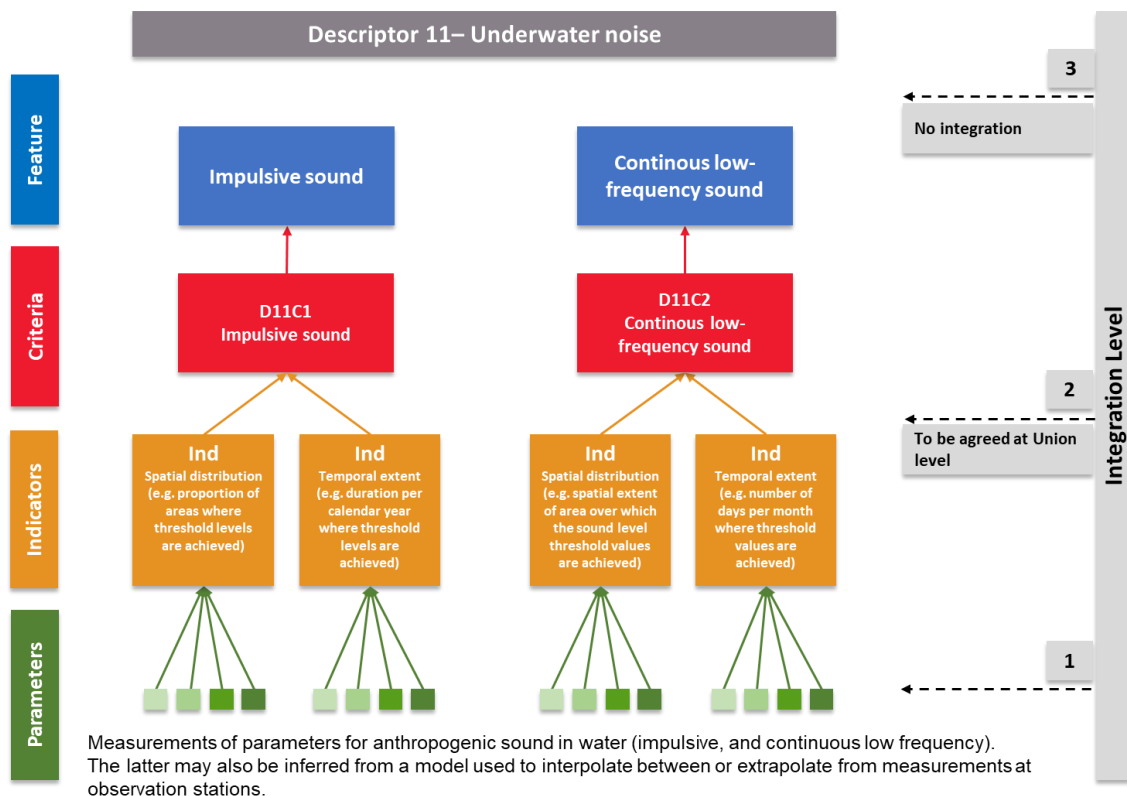 Descriptor 11– Underwater noise
3
No integration
Feature
Impulsive sound
Continous low-
frequency sound
Criteria
D11C1
Impulsive sound
D11C2
Continous low-
frequency sound
Integration Level
2
To be agreed at Union
level
Indicators
Ind
Spatial distribution
(e.g. proportion of
areas where
threshold levels
are achieved)
Ind
Temporal extent
(e.g. duration per
calendar year
where threshold
levels are
achieved)
Ind
Spatial distribution
(e.g. spatial extent
of area over which
the sound level
threshold values
are achieved)
Ind
Temporal extent
(e.g. number of
days per month
where threshold
values are
achieved)
1
Parameters
Measurements of parameters for anthropogenic sound in water (impulsive, and continuous low frequency).
The latter may also be inferred from a model used to interpolate between or extrapolate from measurements at
observation stations.